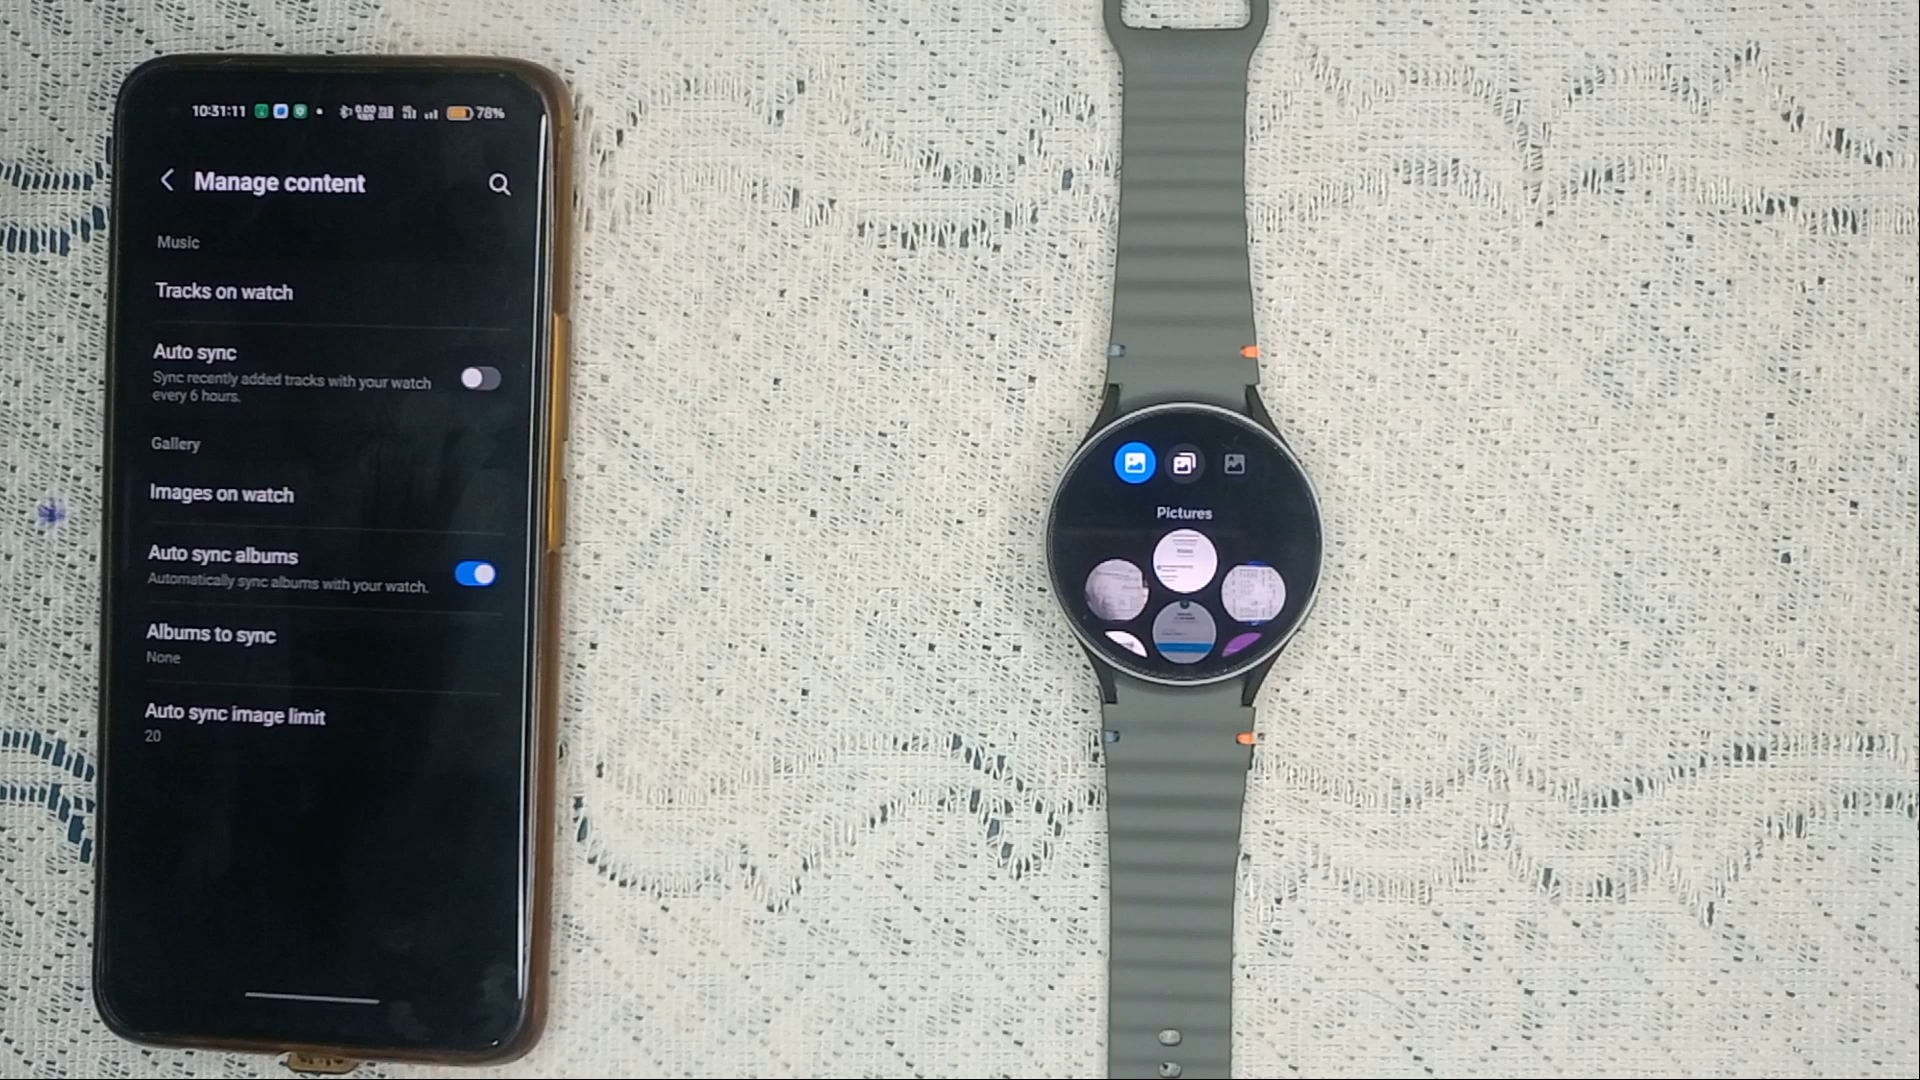 10:31:11
78%
Manage content
Music
Tracks on watch
Auto sync
Sync recently added tracks with your watch
every 6 hours.
Gallery
Images on watch
Auto sync albums
Automatically sync albums with your watch.
Albums to sync
None
Auto sync image limit
20
Pictures